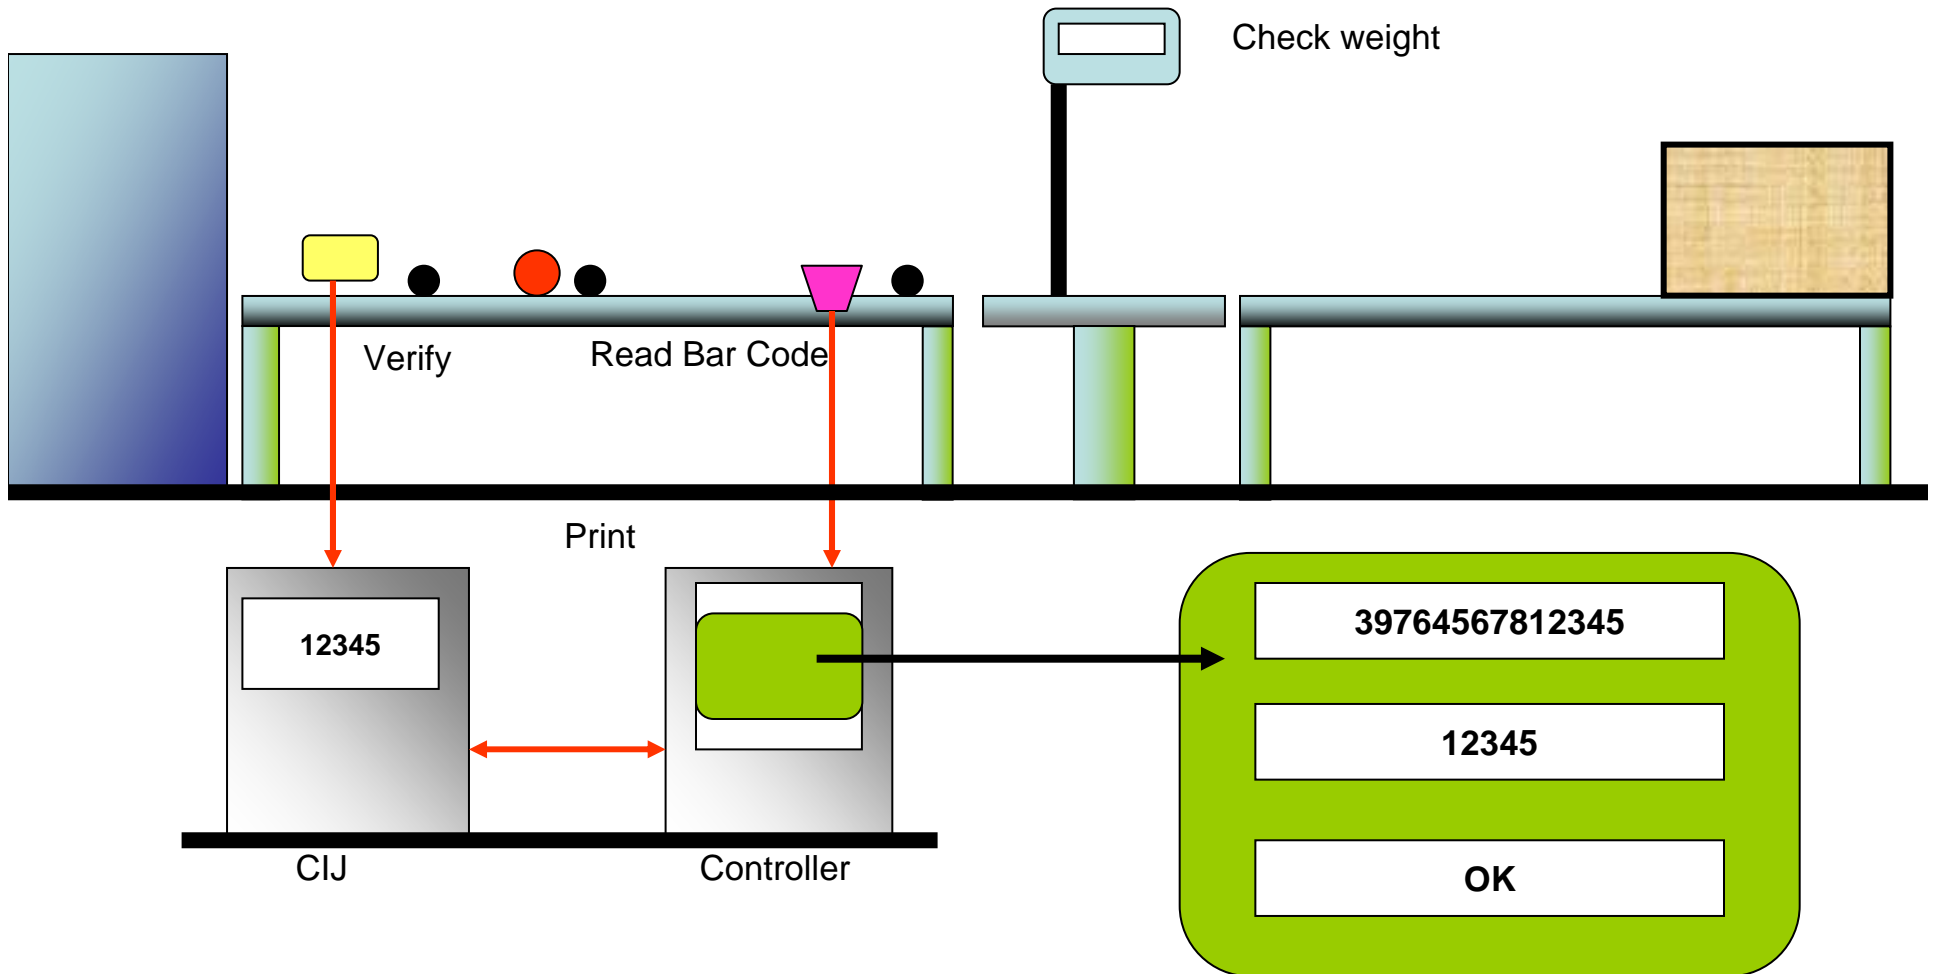 Check weight
Verify
Read Bar Code
Print
12345
39764567812345
12345
OK
CIJ
Controller